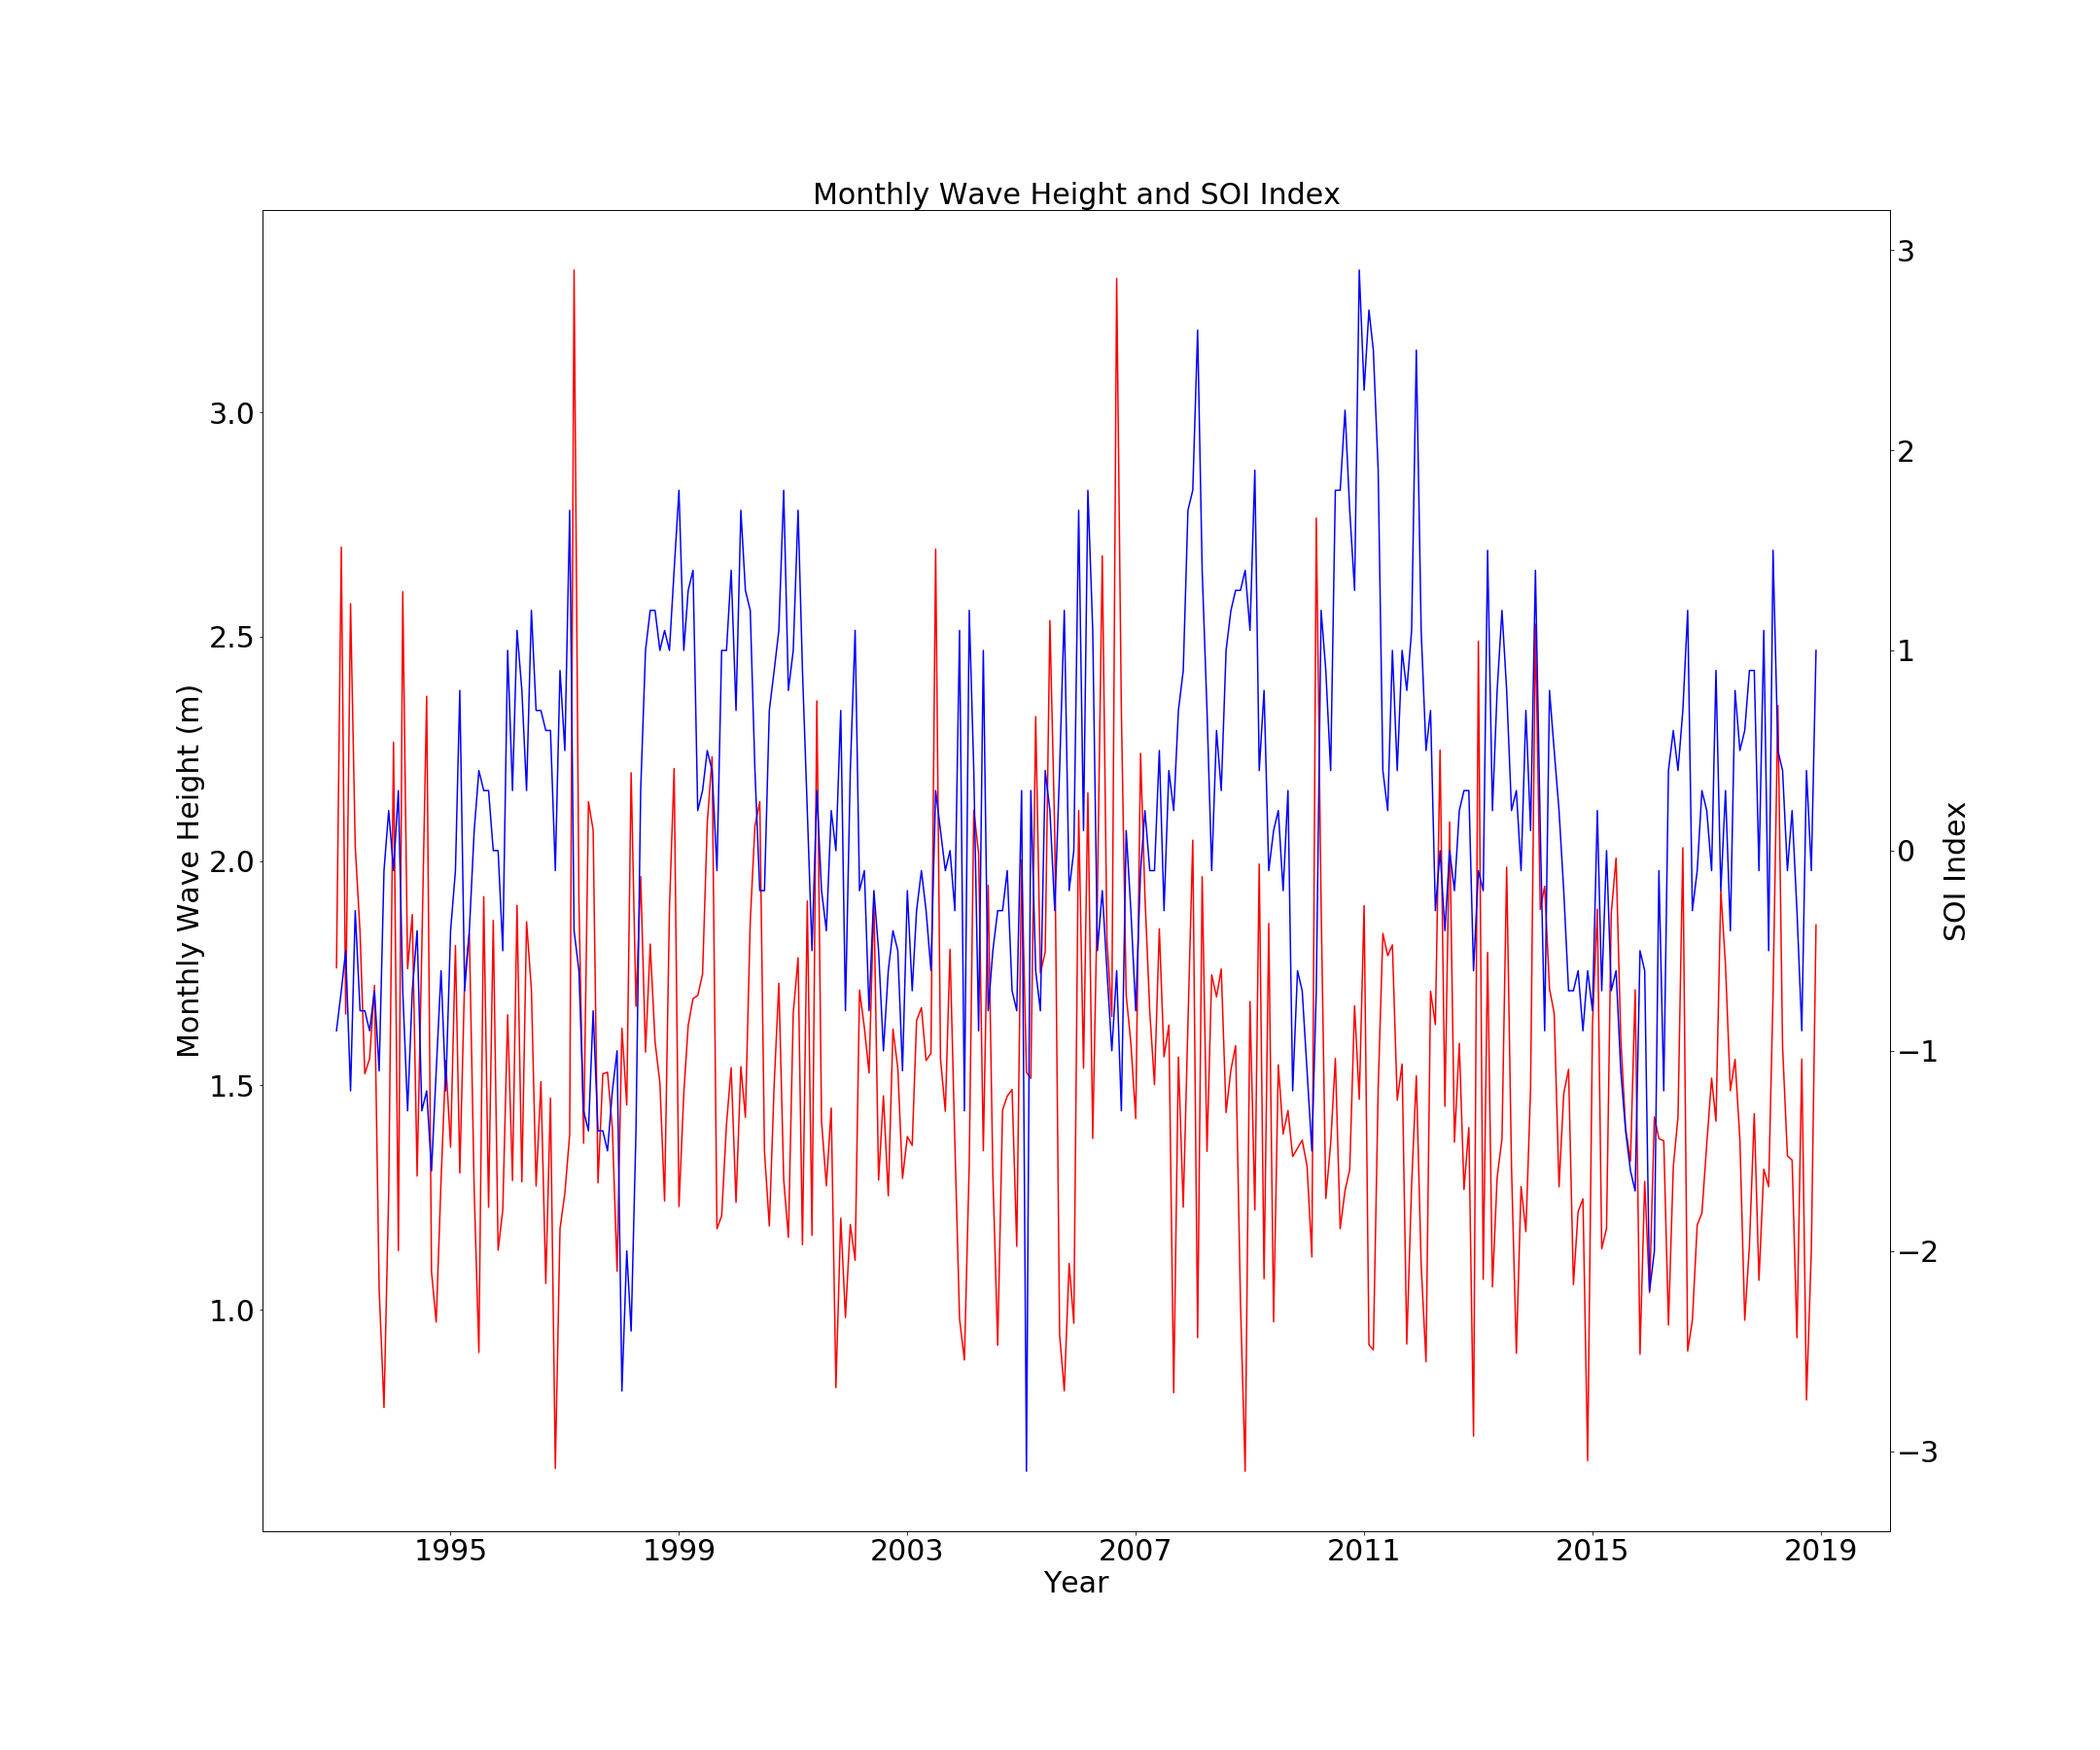 Monthly Wave Height and SOI Index
3.0
2.5
2.0
1.5
1.0
Monthly Wave Height (m)
3
2
1
0
−1
−2
−3
SOI Index
1995 1999 2003 2007 2011 2015 2019
Year